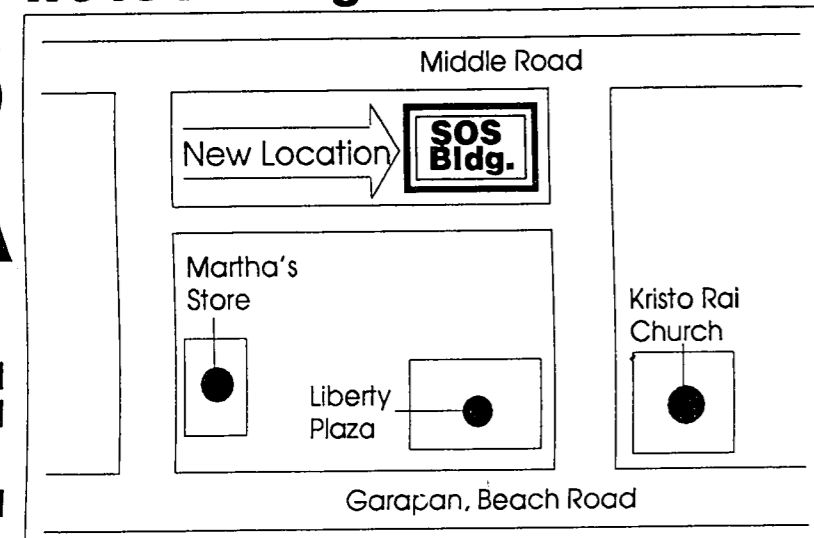 Middle Road
New Location
SOS
Bldg.
Martha's
Store
Kristo Rai
Church
Liberty
Plaza
Garapan, Beach Road